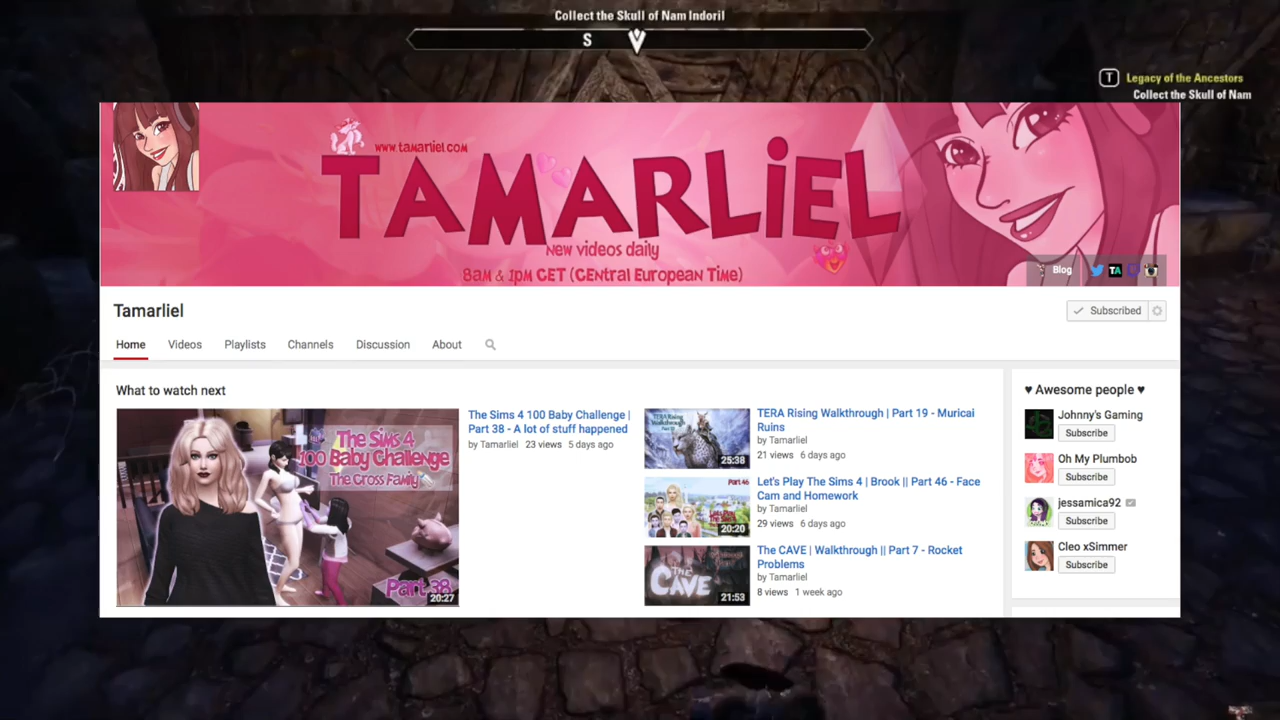 Collect the Skull of Nam Indoril
S
T Legacy of the Ancestors
Collect the Skull of Nam
www.tamarliel.com
TAMARLiEL
New videos daily
8am & 1pm CET (CEntral European Time)
Blog
TA
Tamarliel
Subscribed
Home Videos Playlists Channels Discussion About
What to watch next
The Sims 4
100 Baby Challenge
The Cross Family
Part 38
20:27
The Sims 4 100 Baby Challenge |
Part 38 - A lot of stuff happened
by Tamarliel 23 views 5 days ago
TERA Rising
Walkthrough
25:38
TERA Rising Walkthrough | Part 19 - Muricai
Ruins
by Tamarliel
21 views 6 days ago
Part 46
20:20
Let's Play The Sims 4 | Brook || Part 46 - Face
Cam and Homework
by Tamarliel
29 views 6 days ago
THE
CAVE
21:53
The CAVE | Walkthrough || Part 7 - Rocket
Problems
by Tamarliel
8 views 1 week ago
♥ Awesome people ♥
Johnny's Gaming
Subscribe
Oh My Plumbob
Subscribe
jessamica92
Subscribe
Cleo xSimmer
Subscribe